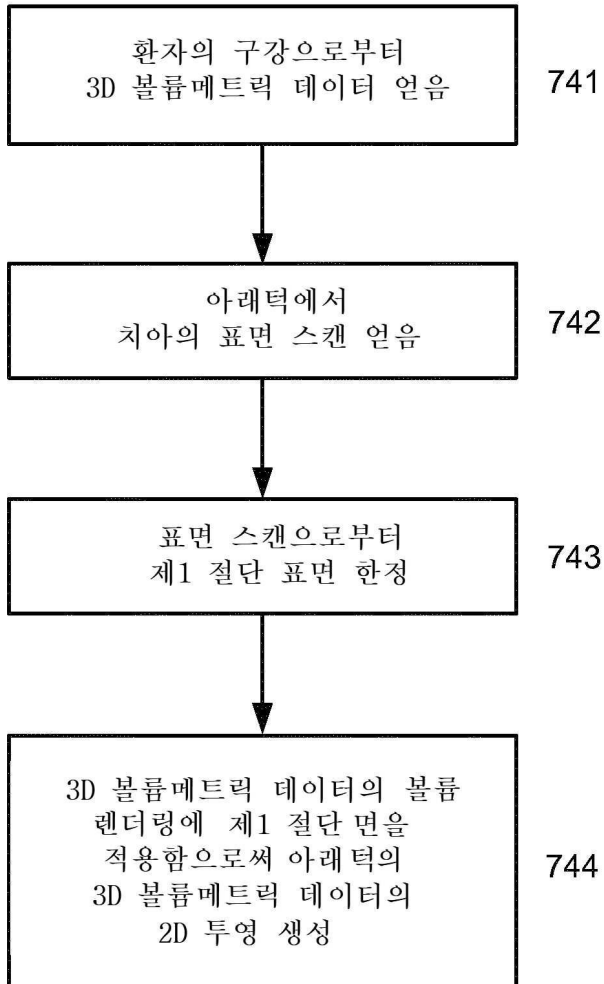 환자의 구강으로부터
3D 볼륨메트릭 데이터 얻음
741
아래턱에서
치아의 표면 스캔 얻음
742
표면 스캔으로부터
제1 절단 표면 한정
743
3D 볼륨메트릭 데이터의 볼륨
렌더링에 제1 절단 면을
적용함으로써 아래턱의
3D 볼륨메트릭 데이터의
2D 투영 생성
744